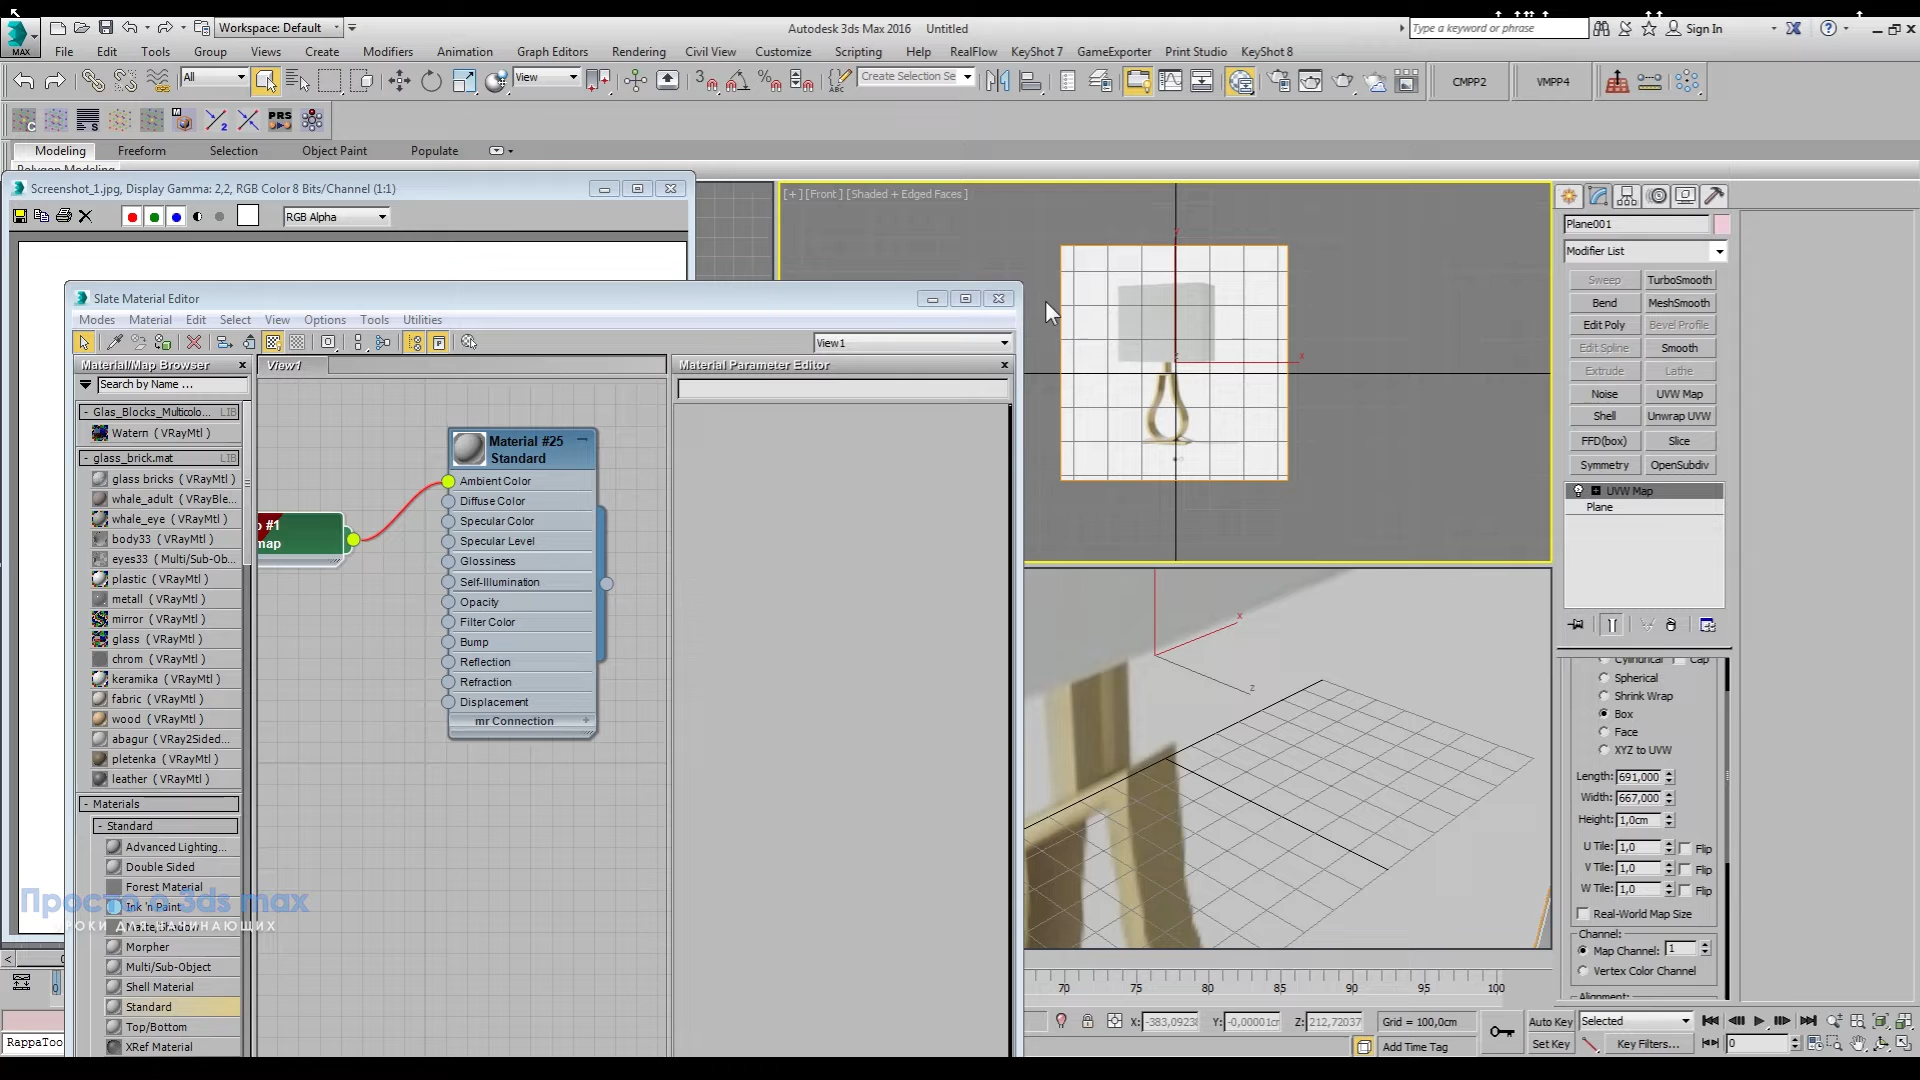 MAX
Workspace: Default
Autodesk 3ds Max 2016 Untitled
Type a keyword or phrase
Sign In
File Edit Tools Group Views Create Modifiers Animation Graph Editors Rendering Civil View Customize Scripting Help RealFlow KeyShot 7 GameExporter Print Studio KeyShot 8
All
View
Create Selection Se
CMPP2
VMPP4
PRS
Modeling Freeform Selection Object Paint Populate
Polygon Modeling
Screenshot_1.jpg, Display Gamma: 2,2, RGB Color 8 Bits/Channel (1:1)
RGB Alpha
Slate Material Editor
Modes Material Edit Select View Options Tools Utilities
View1
Material/Map Browser
View1
Material Parameter Editor
Search by Name ...
- Glas_Blocks_Multicolo... LIB
Watern ( VRayMtl )
- glass_brick.mat LIB
glass bricks ( VRayMtl )
whale_adult ( VRayBle...
whale_eye ( VRayMtl )
body33 ( VRayMtl )
eyes33 ( Multi/Sub-Ob...
plastic ( VRayMtl )
metall ( VRayMtl )
mirror ( VRayMtl )
glass ( VRayMtl )
chrom ( VRayMtl )
keramika ( VRayMtl )
fabric ( VRayMtl )
wood ( VRayMtl )
abagur ( VRay2Sided...
pletenka ( VRayMtl )
leather ( VRayMtl )
- Materials
- Standard
Advanced Lighting...
Double Sided
Forest Material
Ink 'n Paint
Matte/Shadow
Morpher
Multi/Sub-Object
Shell Material
Standard
Top/Bottom
XRef Material
Просто о 3ds max
УРОКИ ДЛЯ НАЧИНАЮЩИХ
Material #25
Standard
Ambient Color
Diffuse Color
Specular Color
Specular Level
Glossiness
Self-Illumination
Opacity
Filter Color
Bump
Reflection
Refraction
Displacement
mr Connection +
p #1
map
[+] [Front] [Shaded + Edged Faces]
x
x
z
Plane001
Modifier List
Sweep TurboSmooth
Bend MeshSmooth
Edit Poly Bevel Profile
Edit Spline Smooth
Extrude Lathe
Noise UVW Map
Shell Unwrap UVW
FFD(box) Slice
Symmetry OpenSubdiv
UVW Map
Plane
Cylindrical Cap
Spherical
Shrink Wrap
Box
Face
XYZ to UVW
Length: 691,000
Width: 667,000
Height: 1,0cm
U Tile: 1,0 Flip
V Tile: 1,0 Flip
W Tile: 1,0 Flip
Real-World Map Size
Channel:
Map Channel: 1
Vertex Color Channel
Alignment:
70 75 80 85 90 95 100
0
RappaToo
X: -383,0923 Y: -0,00001cr Z: 212,72037 Grid = 100,0cm
Add Time Tag
Auto Key Selected
Set Key Key Filters...
0